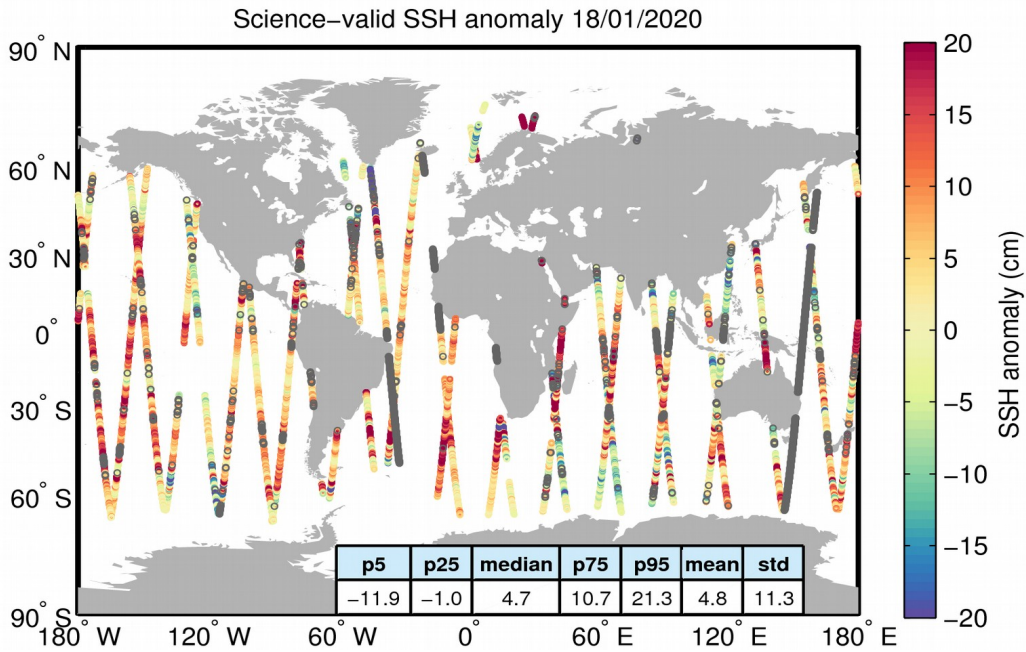 Science−valid SSH anomaly 18/01/2020
90° N
60° N
30° N
0°
30° S
60° S
90° S
180° W
120° W
60° W
0°
60° E
120° E
180° E
p5 p25 median p75 p95 mean std
−11.9 −1.0 4.7 10.7 21.3 4.8 11.3
20
15
10
5
0
−5
−10
−15
−20
SSH anomaly (cm)